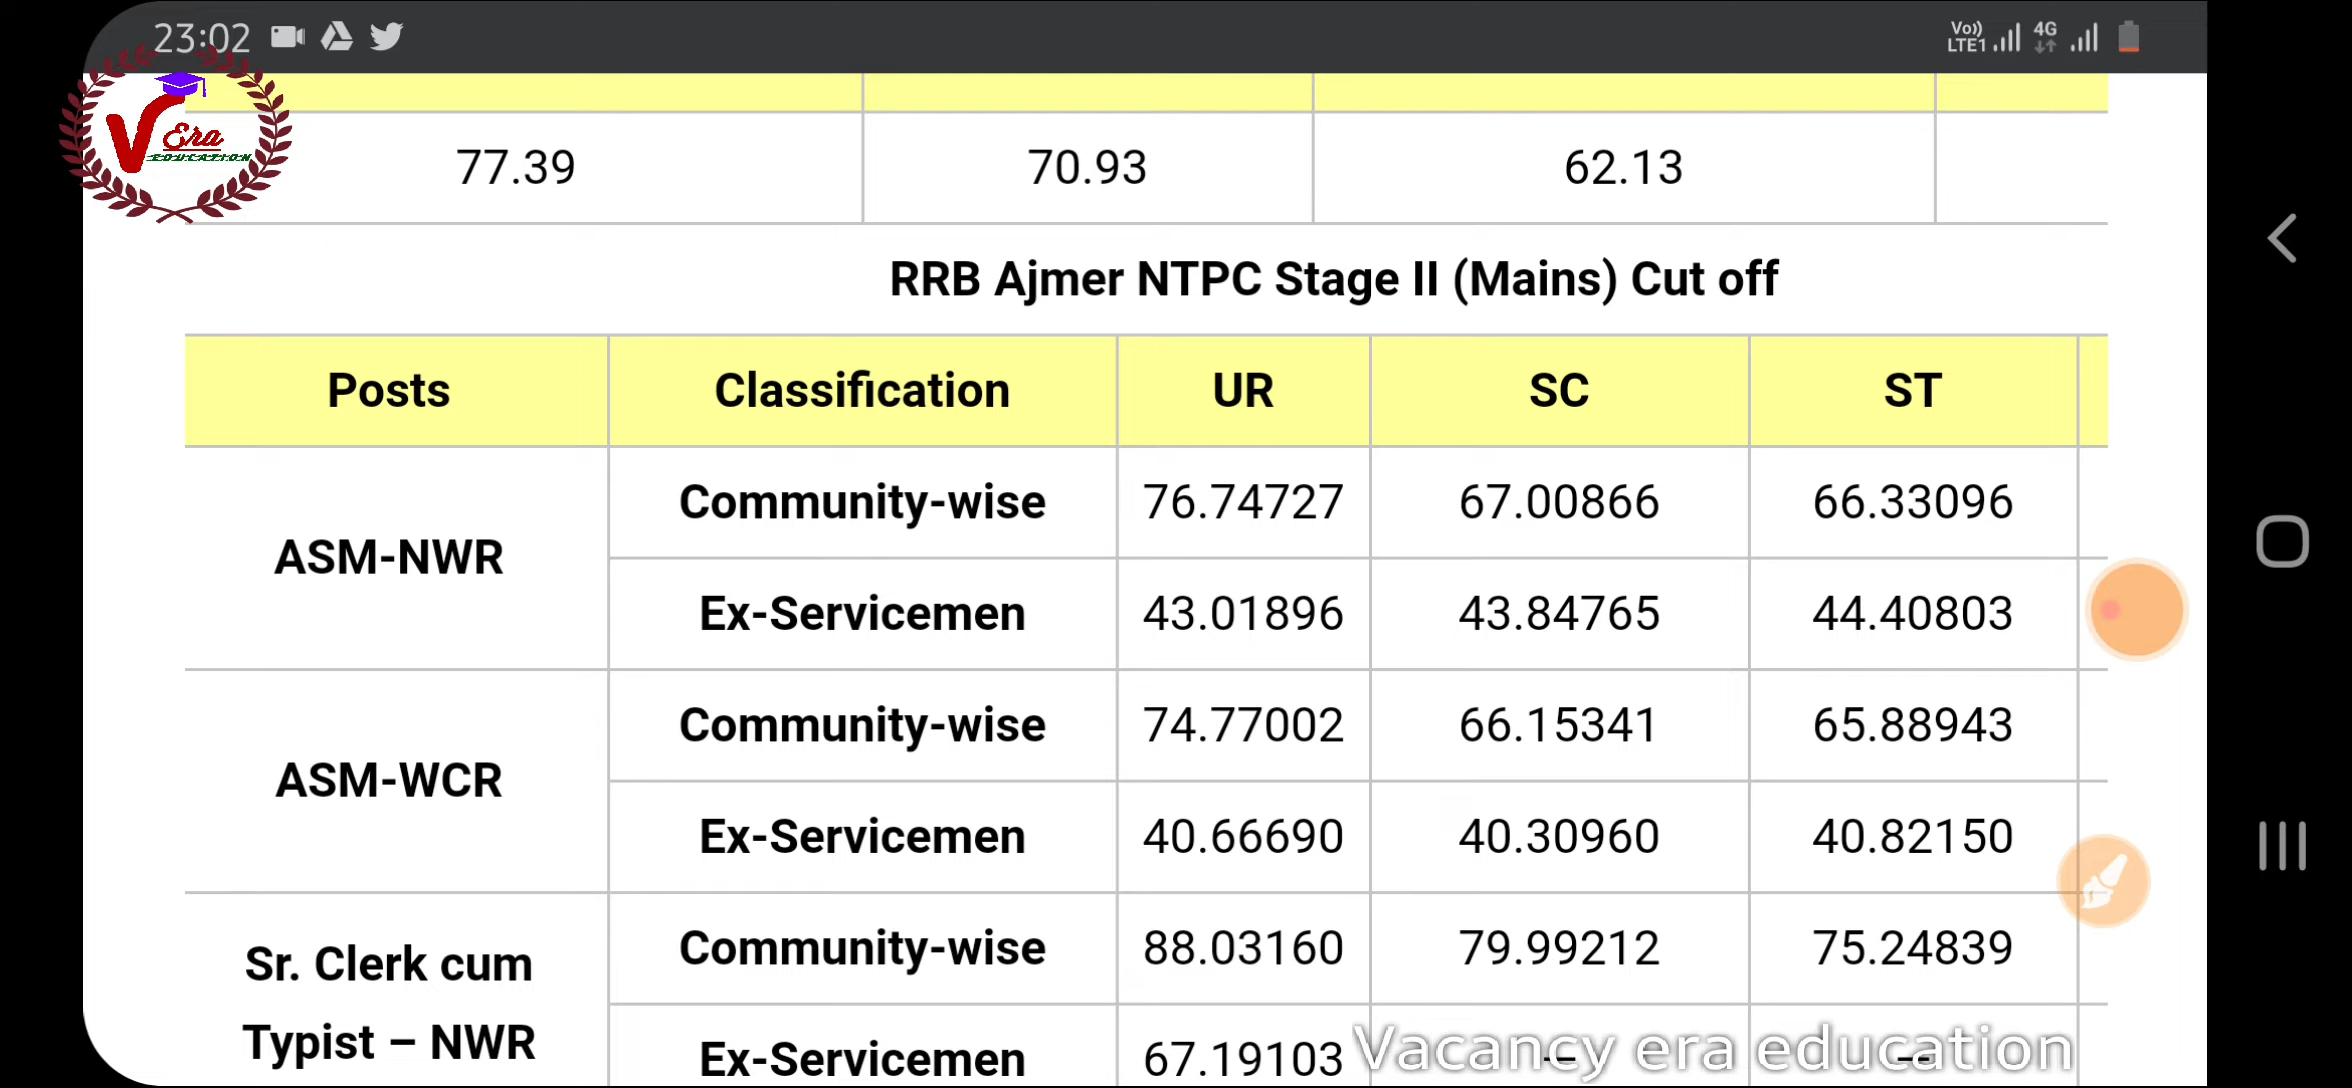 23:02
Vo)) LTE1 4G
V Era EDUCATION
77.39 70.93 62.13
RRB Ajmer NTPC Stage II (Mains) Cut off
Posts Classification UR SC ST
ASM-NWR
Community-wise 76.74727 67.00866 66.33096
Ex-Servicemen 43.01896 43.84765 44.40803
ASM-WCR
Community-wise 74.77002 66.15341 65.88943
Ex-Servicemen 40.66690 40.30960 40.82150
Sr. Clerk cum
Typist – NWR
Community-wise 88.03160 79.99212 75.24839
Ex-Servicemen 67.19103 – –
Vacancy era education